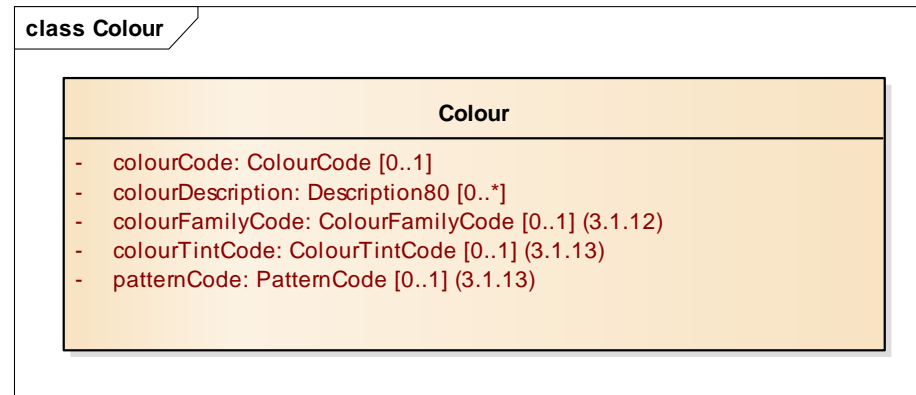 class Colour
Colour
- colourCode: ColourCode [0..1]
- colourDescription: Description80 [0..*]
- colourFamilyCode: ColourFamilyCode [0..1] (3.1.12)
- colourTintCode: ColourTintCode [0..1] (3.1.13)
- patternCode: PatternCode [0..1] (3.1.13)